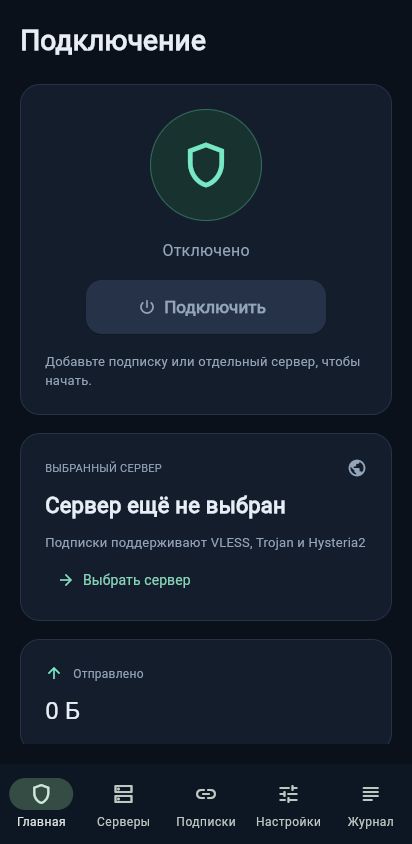 Подключение
Отключено
Подключить
Добавьте подписку или отдельный сервер, чтобы
начать.
ВЫБРАННЫЙ СЕРВЕР
Сервер ещё не выбран
Подписки поддерживают VLESS, Trojan и Hysteria2
Выбрать сервер
Отправлено
0 Б
Главная
Серверы
Подписки
Настройки
Журнал